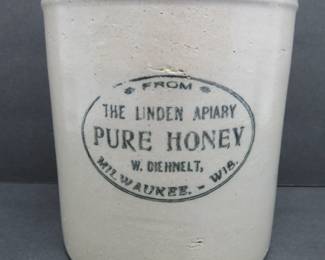 FROM
THE LINDEN APIARY
PURE HONEY
W. DIEHNELT,
MILWAUKEE. - WIS.